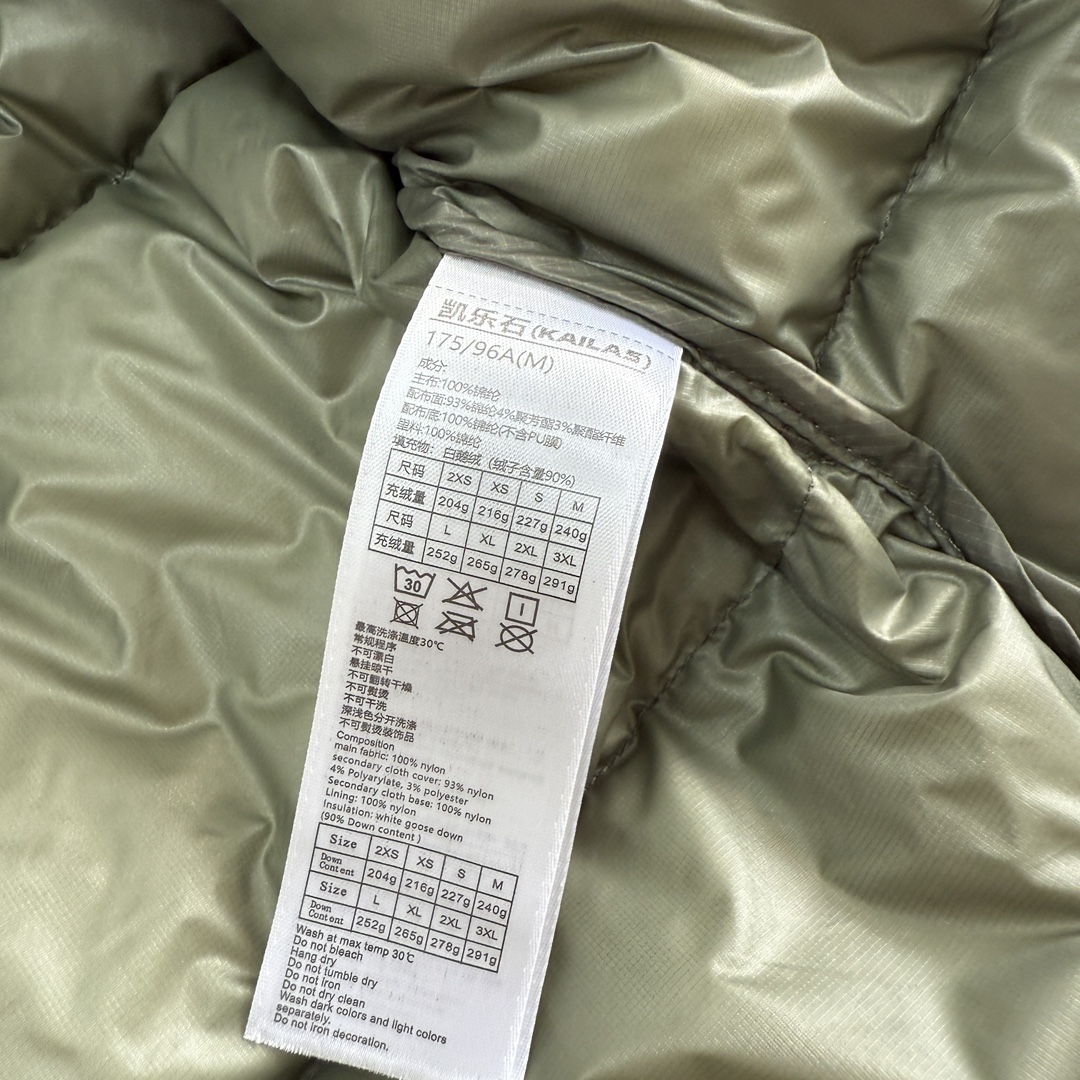 凯乐石(KAILAS)
175/96A(M)
成分:
主布:100%锦纶
配布面:93%锦纶4%聚芳酯3%聚酯纤维
配布底:100%锦纶(不含PU膜)
里料:100%锦纶
填充物: 白鹅绒 (绒子含量90%)
尺码 2XS XS S M
充绒量 204g 216g 227g 240g
尺码 L XL 2XL 3XL
充绒量 252g 265g 278g 291g
30
最高洗涤温度30℃
常规程序
不可漂白
悬挂晾干
不可翻转干燥
不可熨烫
不可干洗
深浅色分开洗涤
不可熨烫装饰品
Composition
main fabric: 100% nylon
secondary cloth cover: 93% nylon
4% Polyarylate, 3% polyester
Secondary cloth base: 100% nylon
Lining: 100% nylon
Insulation: white goose down
(90% Down content )
Size 2XS XS S M
Down Content 204g 216g 227g 240g
Size L XL 2XL 3XL
Down Content 252g 265g 278g 291g
Wash at max temp 30℃
Do not bleach
Hang dry
Do not tumble dry
Do not iron
Do not dry clean
Wash dark colors and light colors
separately.
Do not iron decoration.